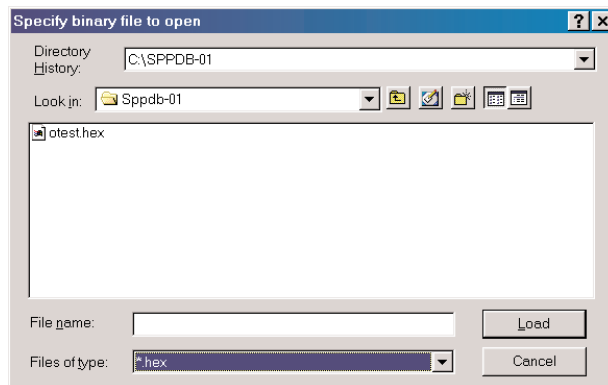 Specify binary file to open
Directory
History:
C:\SPPDB-01
Look in:
Sppdb-01
otest.hex
File name:
Load
Files of type:
*.hex
Cancel